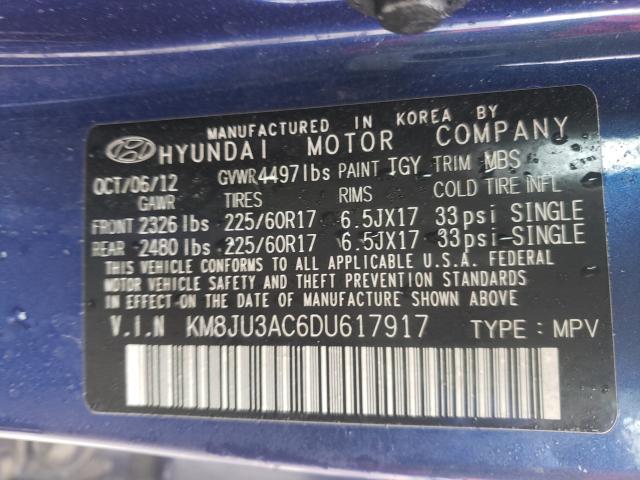 MANUFACTURED IN KOREA BY
HYUNDAI MOTOR COMPANY
OCT/06/12 GVWR 4497lbs PAINT IGY TRIM MBS
GAWR TIRES RIMS COLD TIRE INFL
FRONT 2326 lbs 225/60R17 6.5JX17 33psi SINGLE
REAR 2480 lbs 225/60R17 6.5JX17 33psi SINGLE
THIS VEHICLE CONFORMS TO ALL APPLICABLE U.S.A. FEDERAL
MOTOR VEHICLE SAFETY AND THEFT PREVENTION STANDARDS
IN EFFECT ON THE DATE OF MANUFACTURE SHOWN ABOVE.
V.I.N KM8JU3AC6DU617917 TYPE : MPV